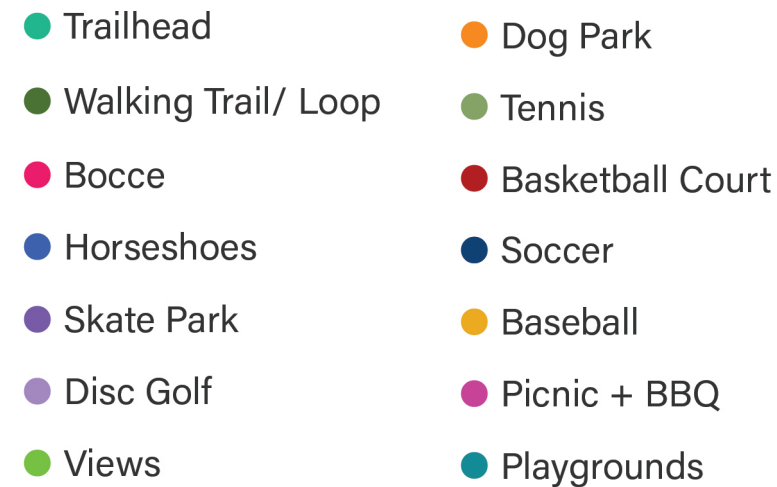 Trailhead
Walking Trail/ Loop
Bocce
Horseshoes
Skate Park
Disc Golf
Views
Dog Park
Tennis
Basketball Court
Soccer
Baseball
Picnic + BBQ
Playgrounds